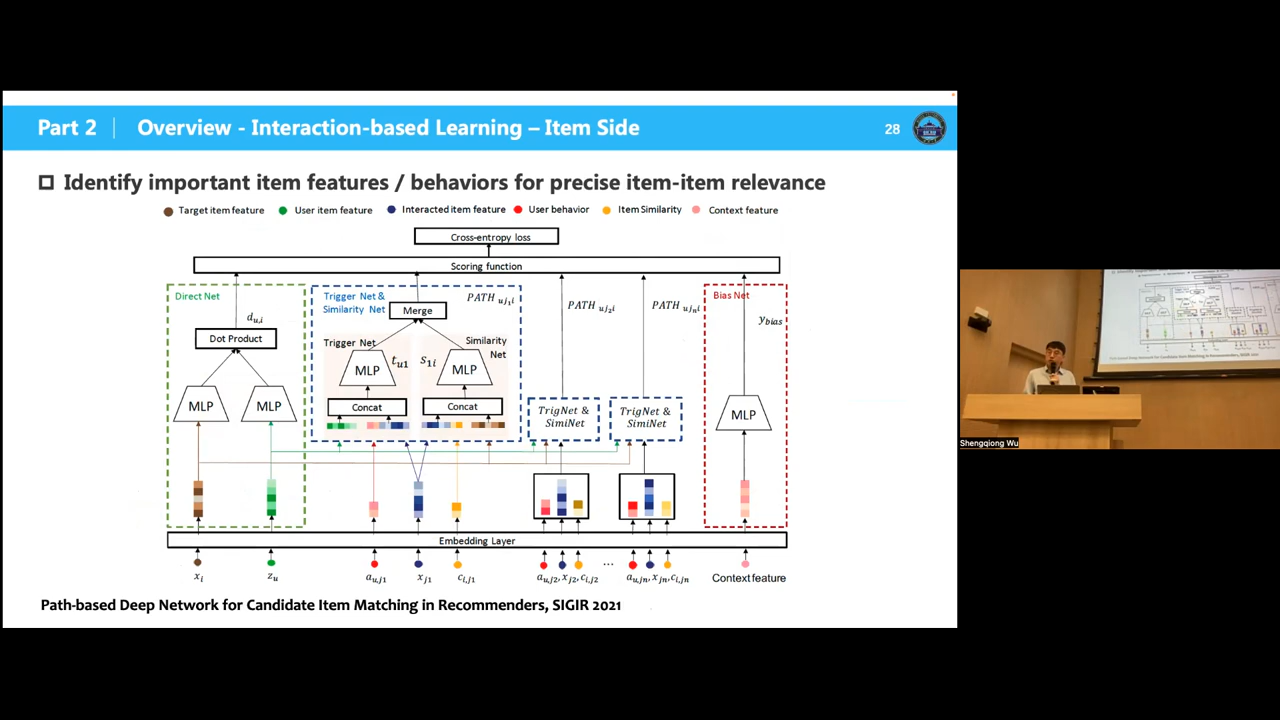 Part 2 | Overview - Interaction-based Learning – Item Side
28
Identify important item features / behaviors for precise item-item relevance
Target item feature User item feature Interacted item feature User behavior Item Similarity Context feature
Cross-entropy loss
Scoring function
Direct Net
Trigger Net &
Similarity Net
PATH uj₁i
PATH uj₂i
PATH ujₙi
Bias Net
Merge
d u,i
y bias
Dot Product
Trigger Net
Similarity
Net
t u1
s 1i
MLP
MLP
MLP
MLP
MLP
Concat
Concat
TrigNet &
SimiNet
TrigNet &
SimiNet
Embedding Layer
x i
z u
a u,j1
x j1
c i,j1
a u,j2, x j2, c i,j2
...
a u,jn, x jn, c i,jn
Context feature
Path-based Deep Network for Candidate Item Matching in Recommenders, SIGIR 2021
Shengqiong Wu